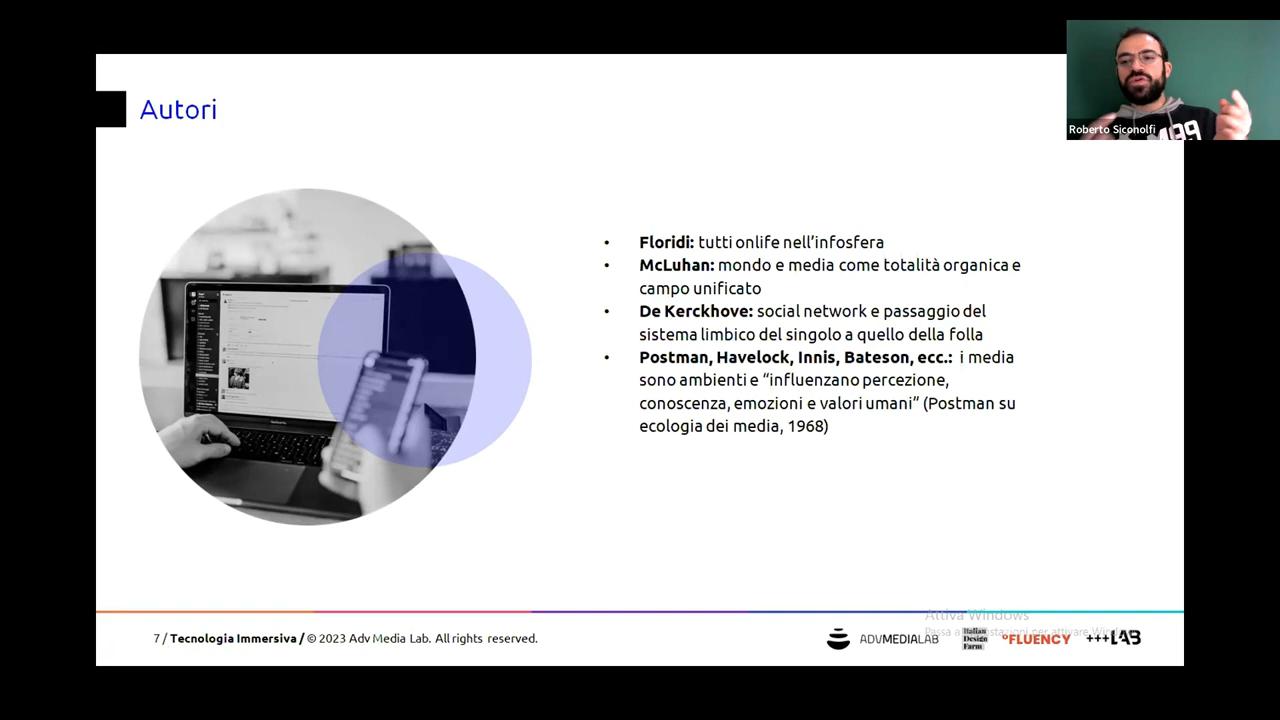 Autori
Roberto Siconolfi
• Floridi: tutti onlife nell’infosfera
• McLuhan: mondo e media come totalità organica e
campo unificato
• De Kerckhove: social network e passaggio del
sistema limbico del singolo a quello della folla
• Postman, Havelock, Innis, Bateson, ecc.: i media
sono ambienti e “influenzano percezione,
conoscenza, emozioni e valori umani” (Postman su
ecologia dei media, 1968)
Attiva Windows
7 / Tecnologia Immersiva / © 2023 Adv Media Lab. All rights reserved.
ADVMEDIALAB
Italian
Design
Farm
FLUENCY
+++LAB